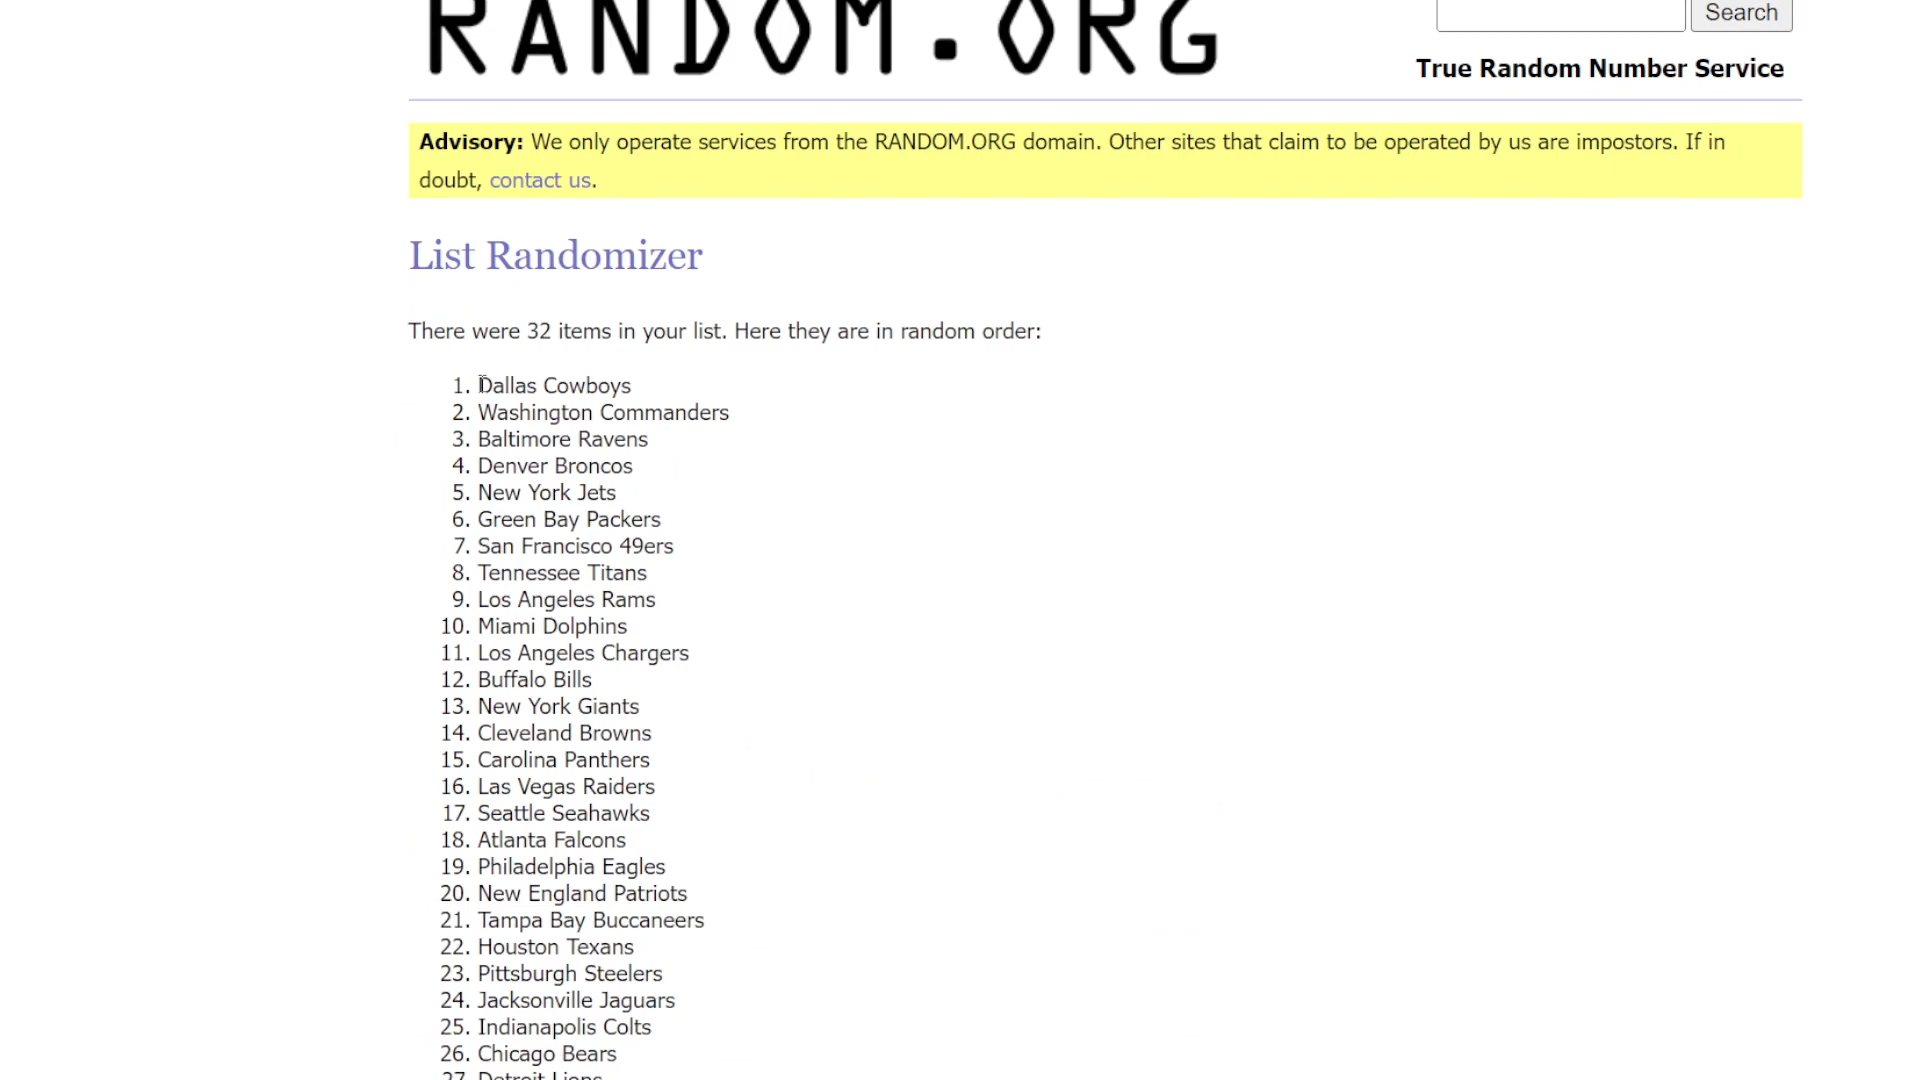 RANDOM.ORG
Search
True Random Number Service
Advisory: We only operate services from the RANDOM.ORG domain. Other sites that claim to be operated by us are impostors. If in
doubt, contact us.
List Randomizer
There were 32 items in your list. Here they are in random order:
1. Dallas Cowboys
2. Washington Commanders
3. Baltimore Ravens
4. Denver Broncos
5. New York Jets
6. Green Bay Packers
7. San Francisco 49ers
8. Tennessee Titans
9. Los Angeles Rams
10. Miami Dolphins
11. Los Angeles Chargers
12. Buffalo Bills
13. New York Giants
14. Cleveland Browns
15. Carolina Panthers
16. Las Vegas Raiders
17. Seattle Seahawks
18. Atlanta Falcons
19. Philadelphia Eagles
20. New England Patriots
21. Tampa Bay Buccaneers
22. Houston Texans
23. Pittsburgh Steelers
24. Jacksonville Jaguars
25. Indianapolis Colts
26. Chicago Bears
27. Detroit Lions